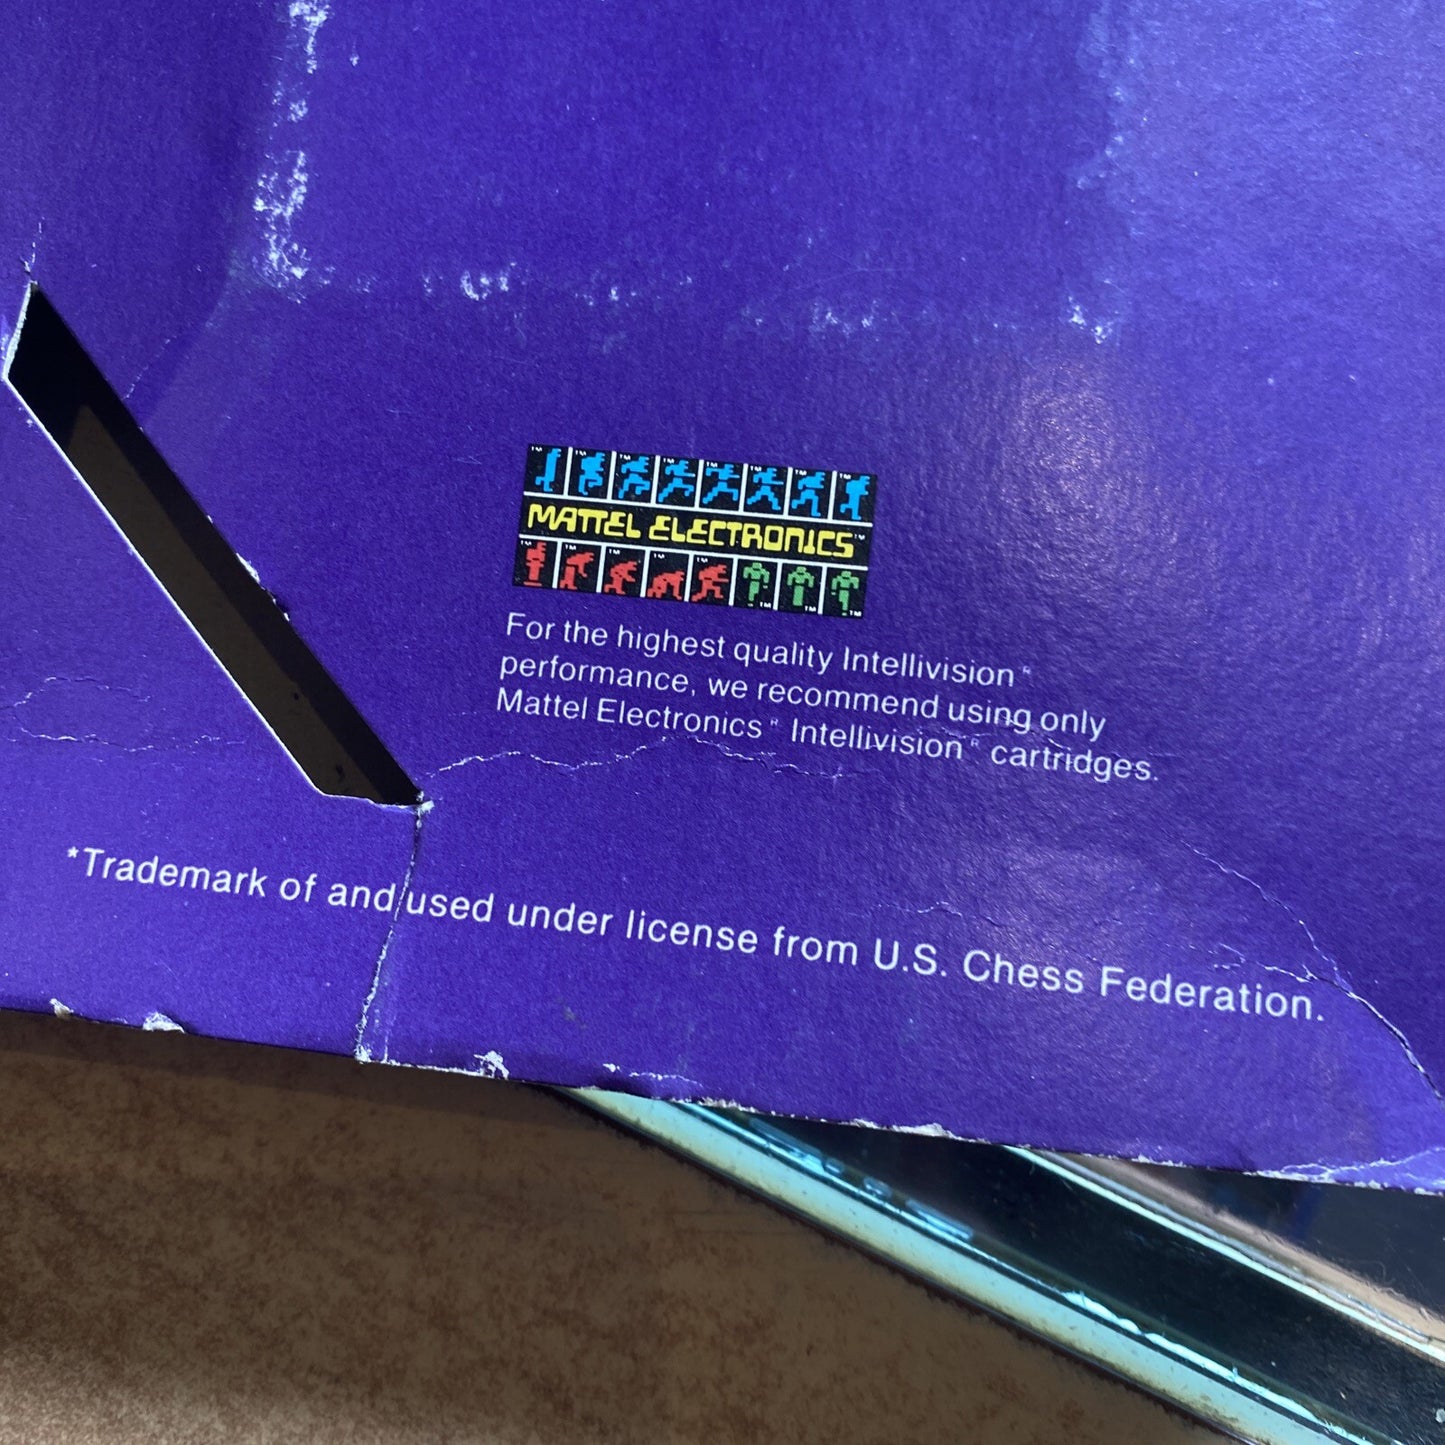 MATTEL ELECTRONICS™
For the highest quality Intellivision®
performance, we recommend using only
Mattel Electronics® Intellivision® cartridges.
*Trademark of and used under license from U.S. Chess Federation.